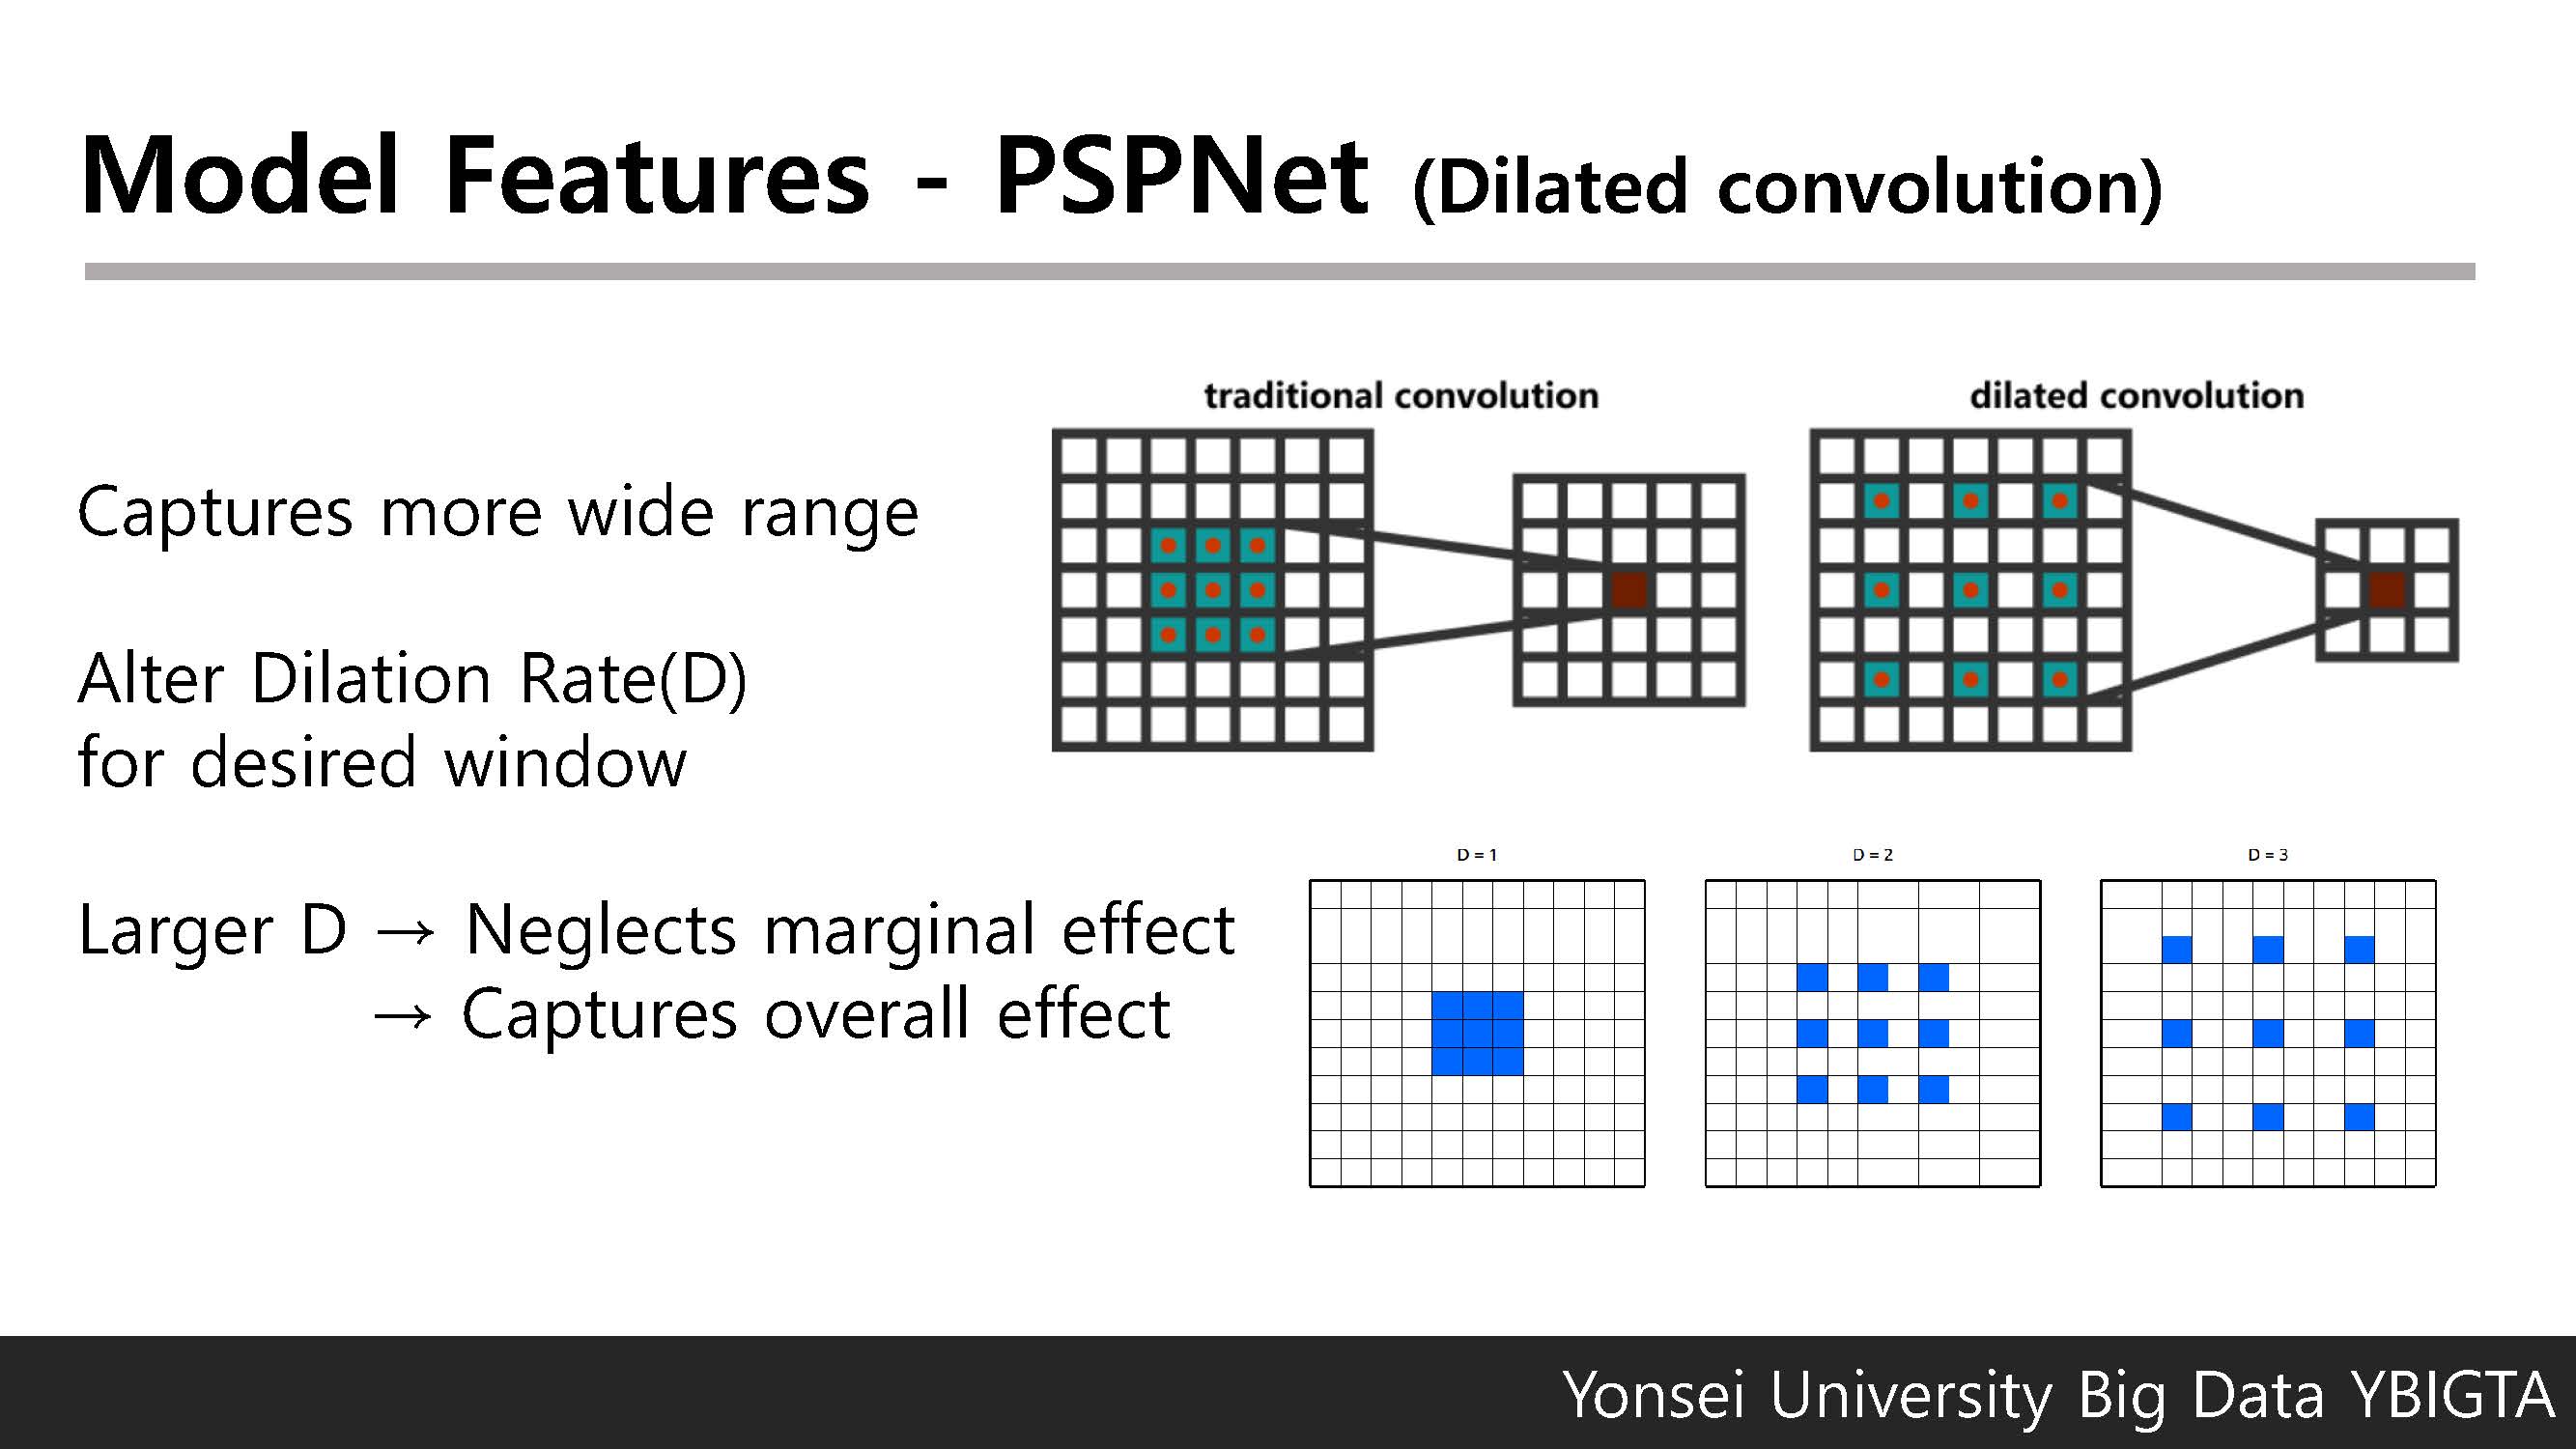 Model Features - PSPNet (Dilated convolution)
Captures more wide range
Alter Dilation Rate(D)
for desired window
Larger D → Neglects marginal effect
→ Captures overall effect
traditional convolution
dilated convolution
D = 1
D = 2
D = 3
Yonsei University Big Data YBIGTA